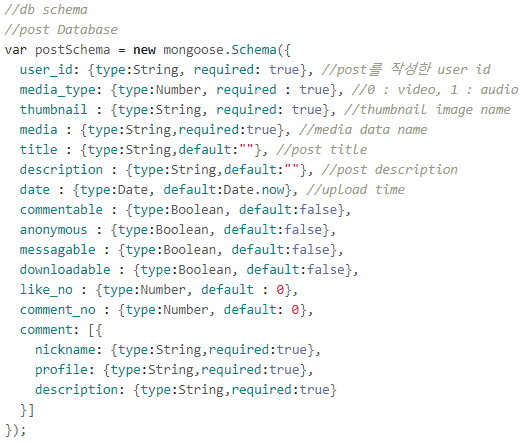 //db schema
//post Database
var postSchema = new mongoose.Schema({
  user_id: {type:String, required: true}, //post를 작성한 user id
  media_type: {type:Number, required : true}, //0 : video, 1 : audio
  thumbnail : {type:String, required: true}, //thumbnail image name
  media : {type:String,required:true}, //media data name
  title : {type:String,default:""}, //post title
  description : {type:String,default:""}, //post description
  date : {type:Date, default:Date.now}, //upload time
  commentable : {type:Boolean, default:false},
  anonymous : {type:Boolean, default:false},
  messagable : {type:Boolean, default:false},
  downloadable : {type:Boolean, default:false},
  like_no : {type:Number, default : 0},
  comment_no : {type:Number, default: 0},
  comment: [{
    nickname: {type:String,required:true},
    profile: {type:String,required:true},
    description: {type:String,required:true}
  }]
});